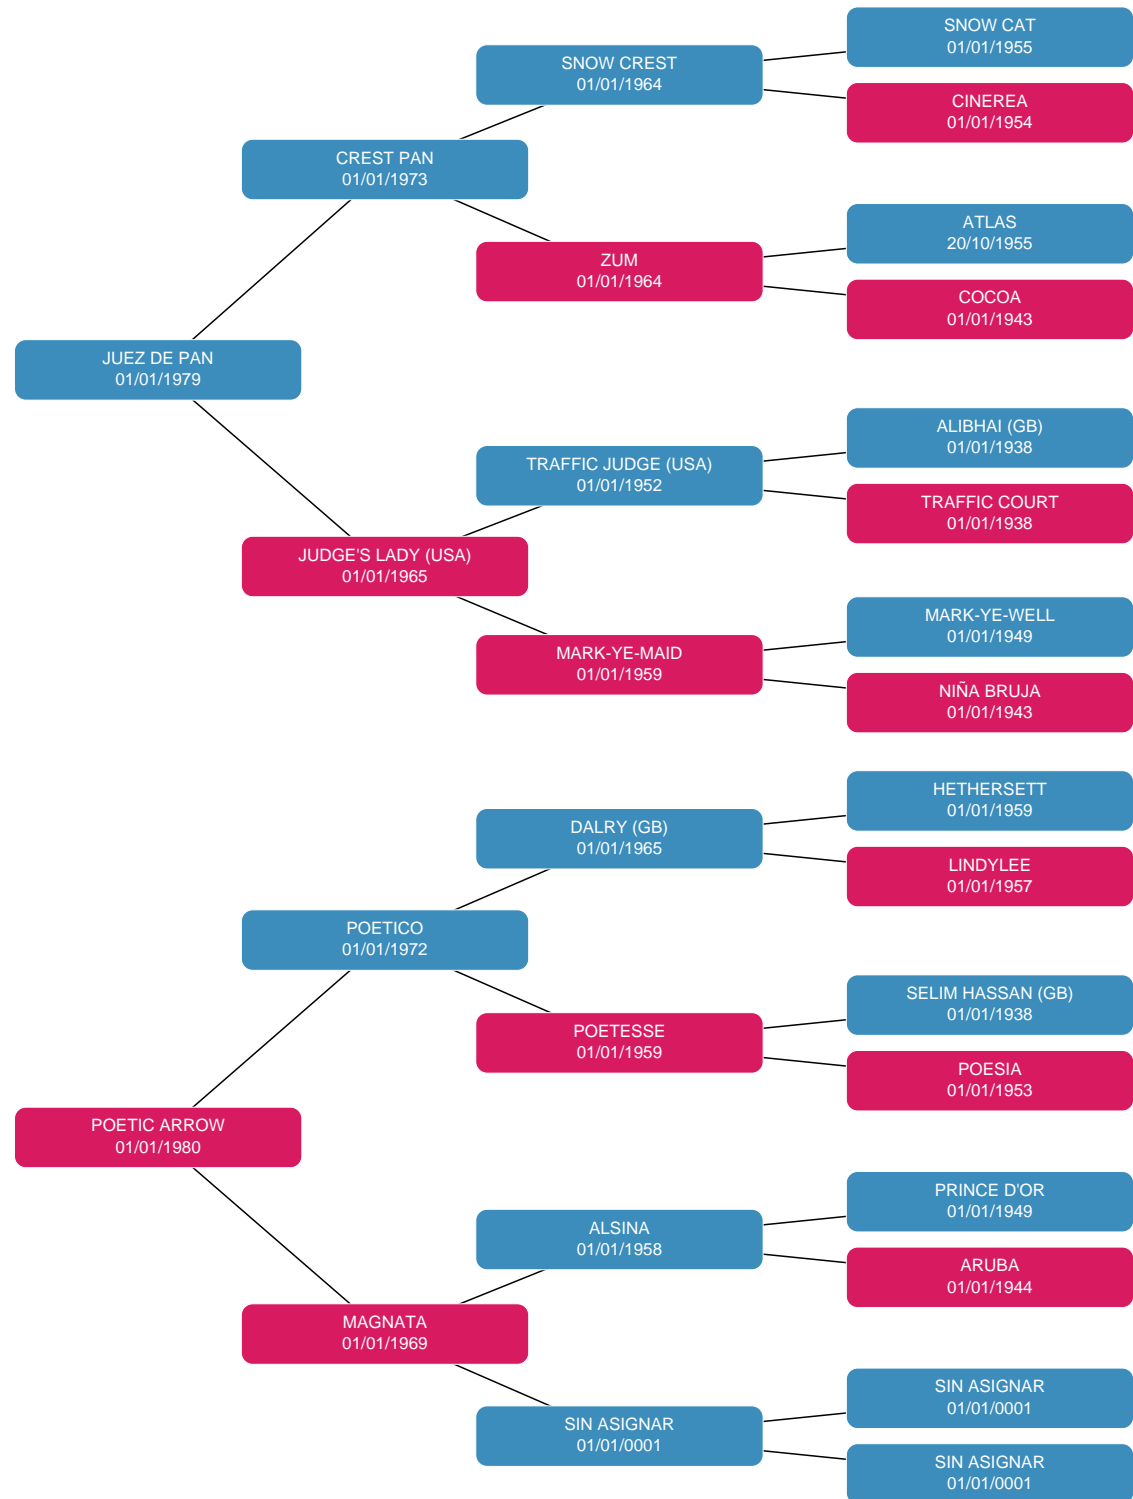 SNOW CAT
01/01/1955
SNOW CREST
01/01/1964
CINEREA
01/01/1954
CREST PAN
01/01/1973
ATLAS
20/10/1955
ZUM
01/01/1964
COCOA
01/01/1943
JUEZ DE PAN
01/01/1979
ALIBHAI (GB)
01/01/1938
TRAFFIC JUDGE (USA)
01/01/1952
TRAFFIC COURT
01/01/1938
JUDGE'S LADY (USA)
01/01/1965
MARK-YE-WELL
01/01/1949
MARK-YE-MAID
01/01/1959
NIÑA BRUJA
01/01/1943
HETHERSETT
01/01/1959
DALRY (GB)
01/01/1965
LINDYLEE
01/01/1957
POETICO
01/01/1972
SELIM HASSAN (GB)
01/01/1938
POETESSE
01/01/1959
POESIA
01/01/1953
POETIC ARROW
01/01/1980
PRINCE D'OR
01/01/1949
ALSINA
01/01/1958
ARUBA
01/01/1944
MAGNATA
01/01/1969
SIN ASIGNAR
01/01/0001
SIN ASIGNAR
01/01/0001
SIN ASIGNAR
01/01/0001